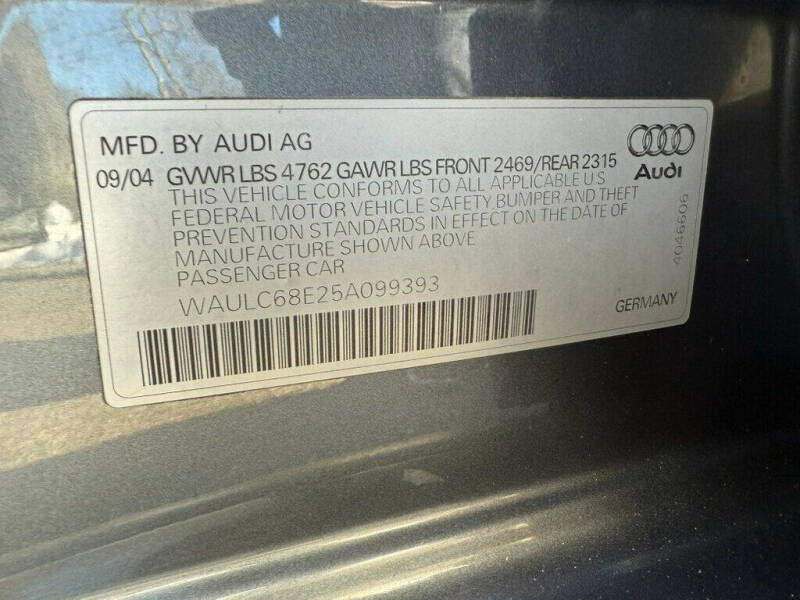 MFD. BY AUDI AG
09/04 GVWR LBS 4762 GAWR LBS FRONT 2469/REAR 2315
THIS VEHICLE CONFORMS TO ALL APPLICABLE U S
FEDERAL MOTOR VEHICLE SAFETY BUMPER AND THEFT
PREVENTION STANDARDS IN EFFECT ON THE DATE OF
MANUFACTURE SHOWN ABOVE
PASSENGER CAR
WAULC68E25A099393
Audi
4046606
GERMANY